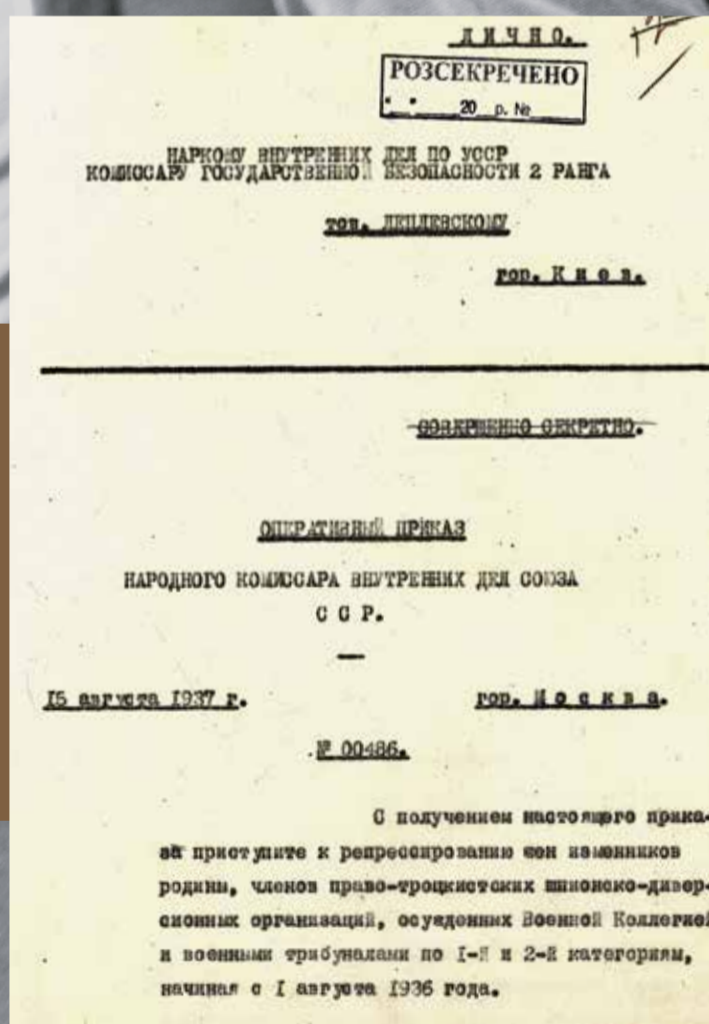 ЛИЧНО.
РОЗСЕКРЕЧЕНО
" " 20 р. №
НАРКОМУ ВНУТРЕННИХ ДЕЛ ПО УССР
КОМИССАРУ ГОСУДАРСТВЕННОЙ БЕЗОПАСНОСТИ 2 РАНГА
тов. ЛЕПЛЕВСКОМУ
гор. Киев.
СОВЕРШЕННО СЕКРЕТНО.
ОПЕРАТИВНЫЙ ПРИКАЗ
НАРОДНОГО КОМИССАРА ВНУТРЕННИХ ДЕЛ СОЮЗА
ССР.
15 августа 1937 г. гор. Москва.
№ 00486.
С получением настоящего прика-
за приступите к репрессированию жен изменников
родины, членов право-троцкистских шпионско-дивер-
сионных организаций, осужденных Военной Коллегией
и военными трибуналами по I-й и 2-й категориям,
начиная с I августа 1936 года.